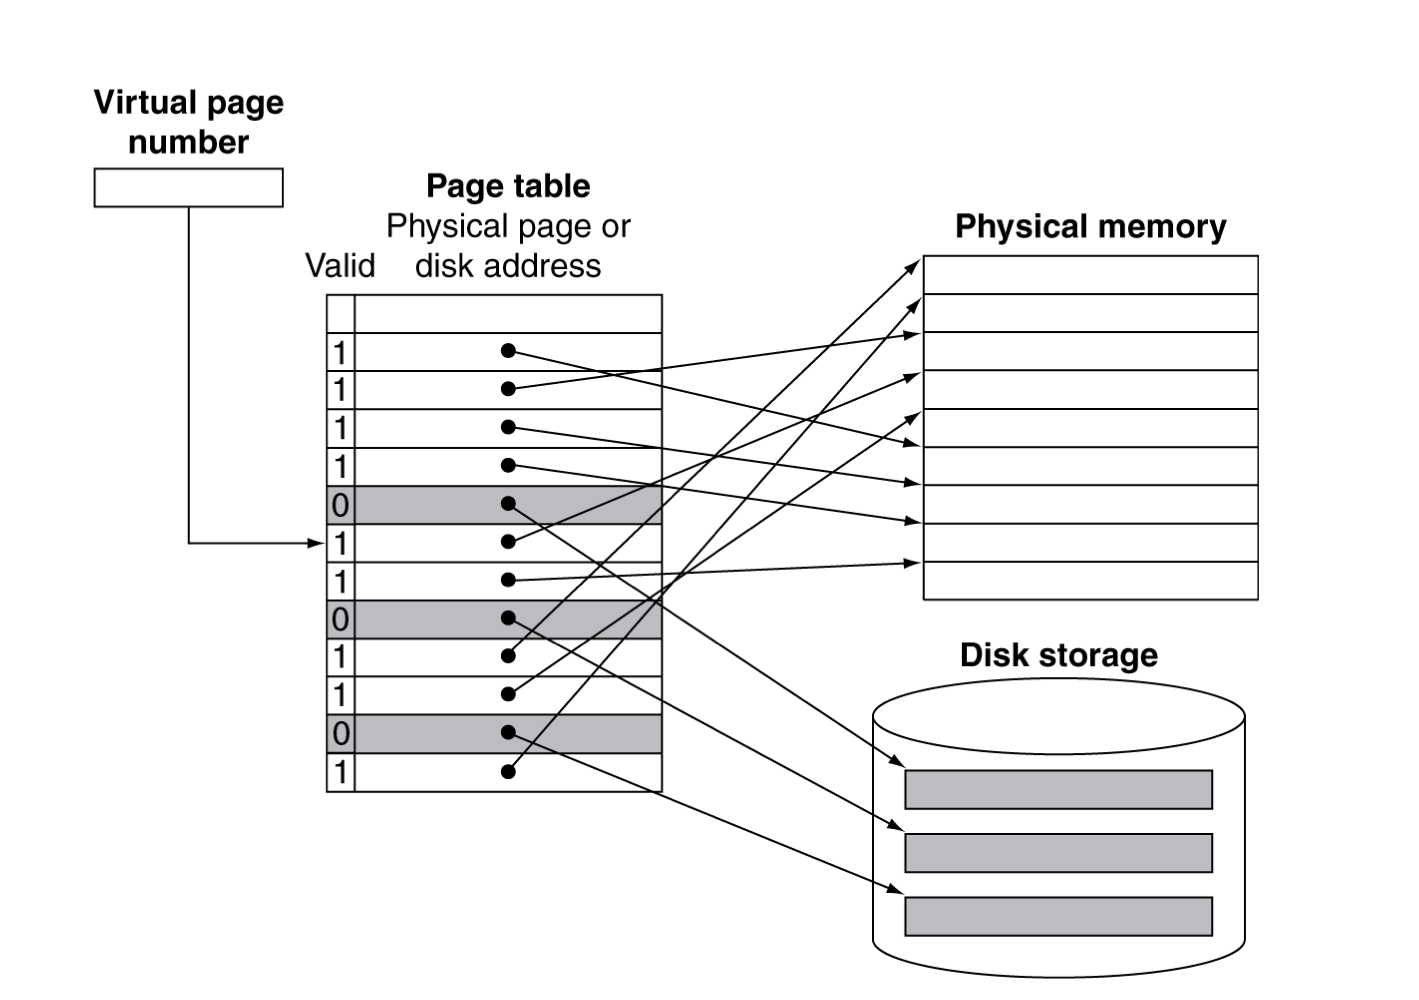 Virtual page
number
Page table
Physical page or
Valid disk address
Physical memory
1
1
1
1
0
1
1
0
1
1
0
1
Disk storage